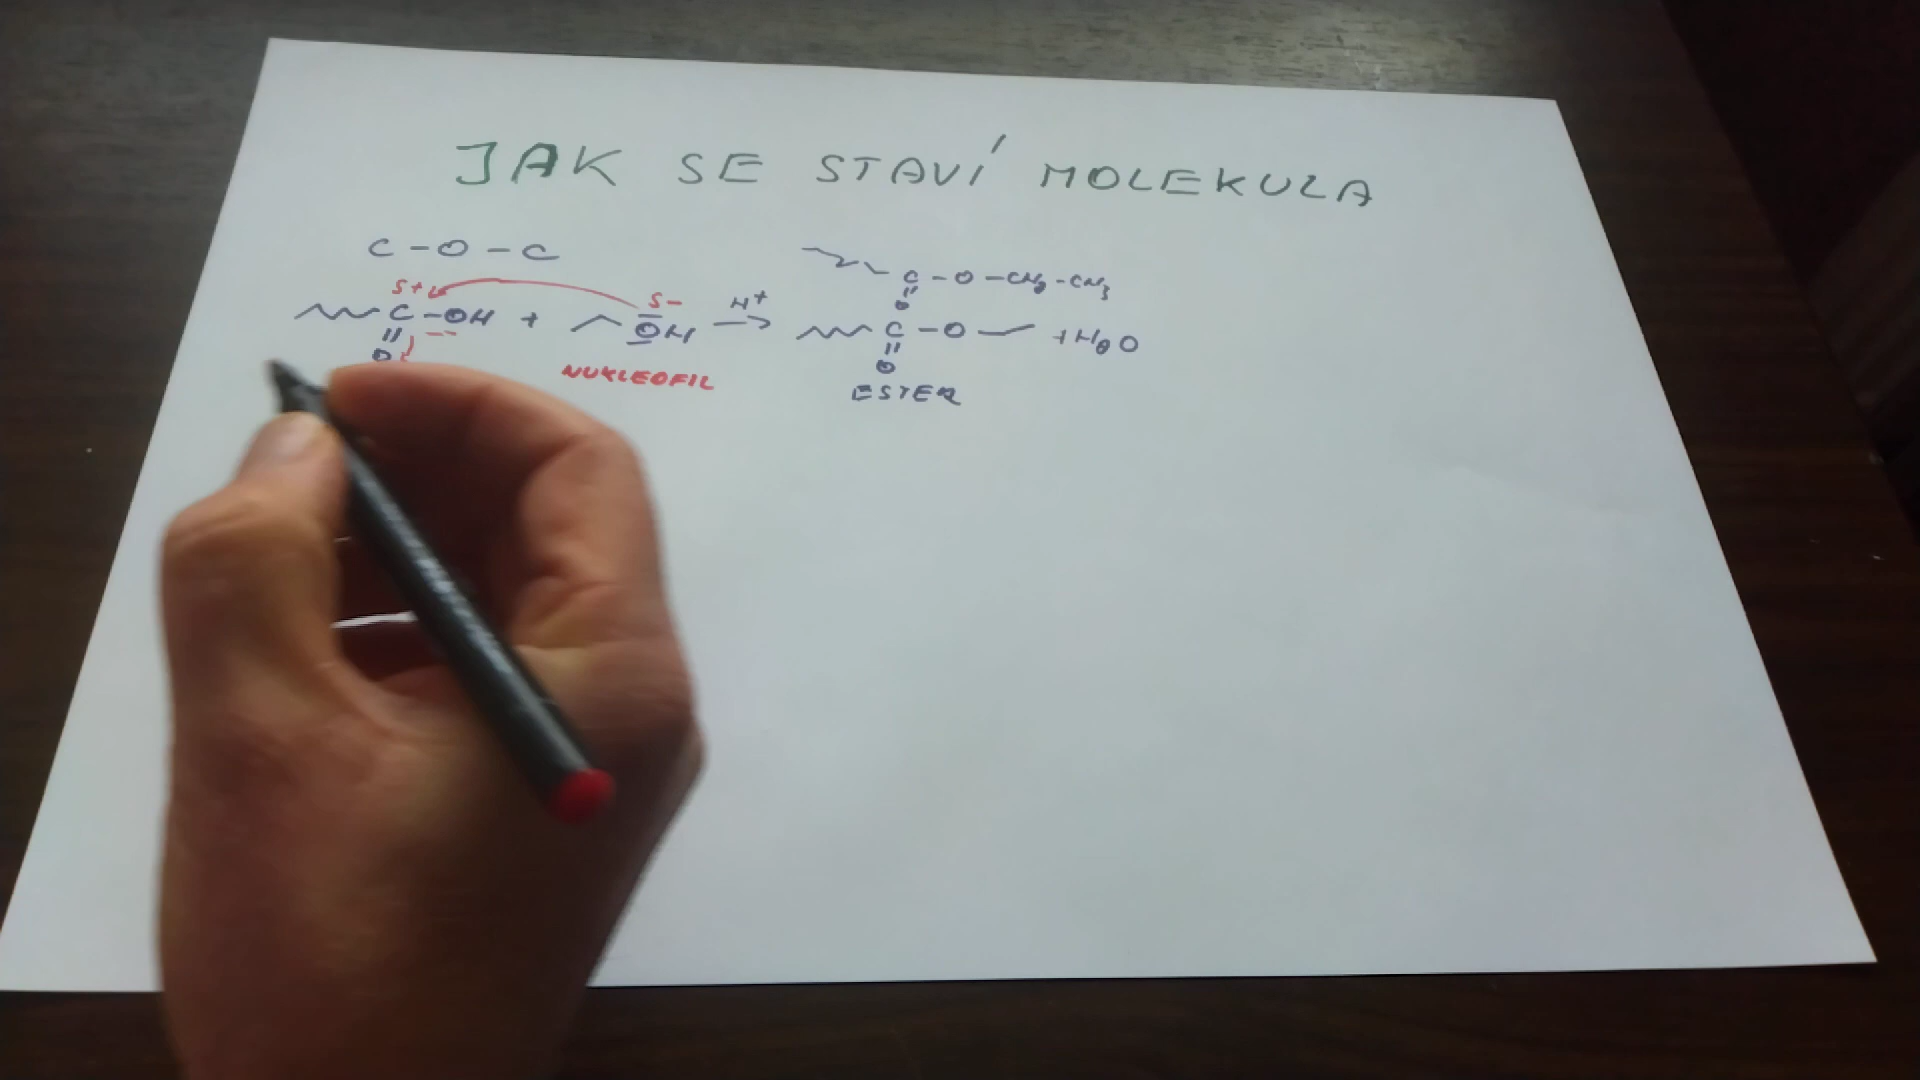 JAK SE STAVÍ MOLEKULA
C - O - C
C - O - CH2 - CH3
O
δ+ δ- H+
C - OH + OH → C - O + H2O
O O
NUKLEOFIL
ESTER